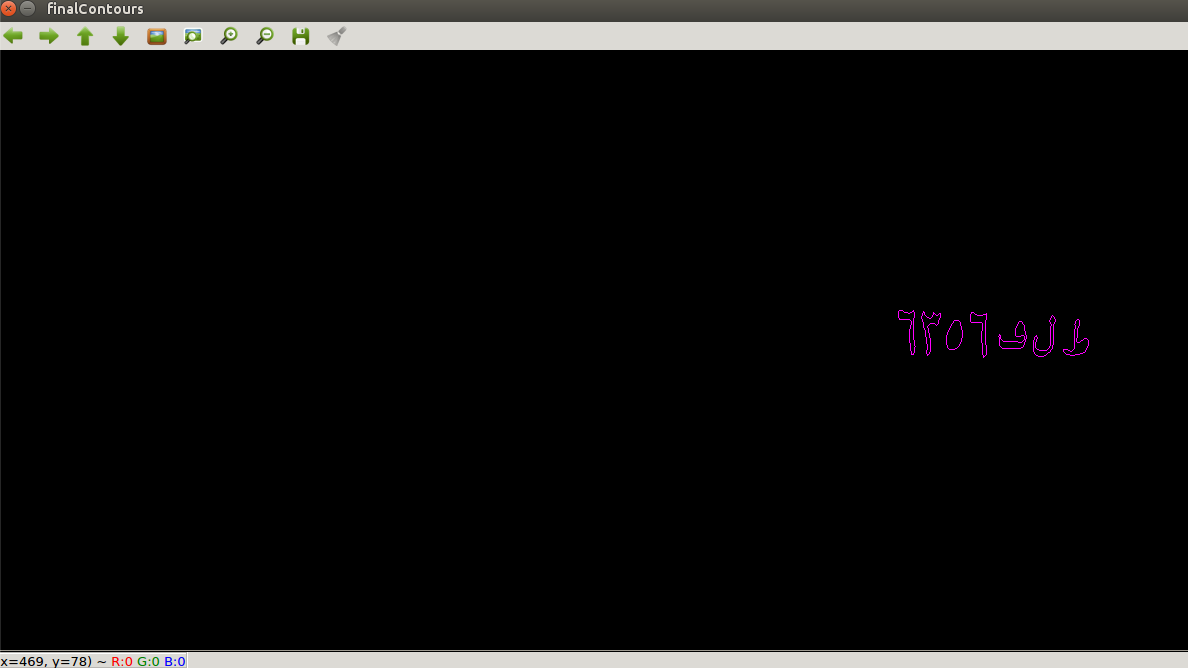 finalContours
ط ل ف ٦٣٥٦
x=469, y=78) ~ R:0 G:0 B:0